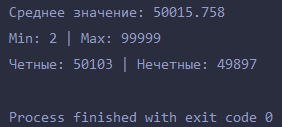 Среднее значение: 50015.758
Min: 2 | Max: 99999
Четные: 50103 | Нечетные: 49897
Process finished with exit code 0